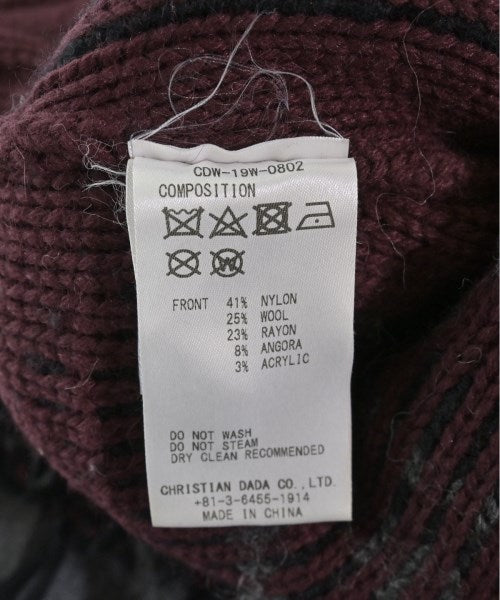 CDW-19W-0802
COMPOSITION
W
FRONT 41% NYLON
25% WOOL
23% RAYON
8% ANGORA
3% ACRYLIC
DO NOT WASH
DO NOT STEAM
DRY CLEAN RECOMMENDED
CHRISTIAN DADA CO., LTD.
+81-3-6455-1914
MADE IN CHINA